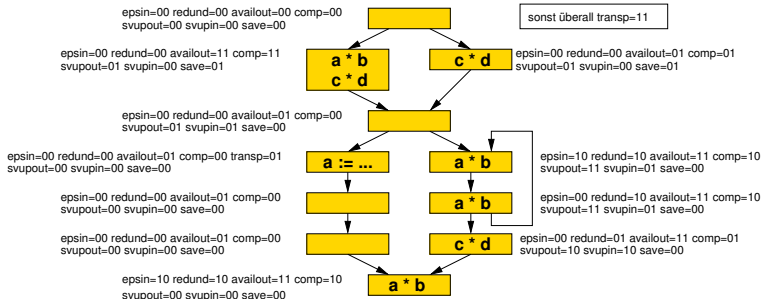 epsin=00 redund=00 availout=00 comp=00
svupout=00 svupin=00 save=00
sonst überall transp=11
epsin=00 redund=00 availout=11 comp=11
svupout=01 svupin=00 save=01
a * b
c * d
c * d
epsin=00 redund=00 availout=01 comp=01
svupout=01 svupin=00 save=01
epsin=00 redund=00 availout=01 comp=00
svupout=01 svupin=00 save=00
epsin=00 redund=00 availout=01 comp=00 transp=01
svupout=00 svupin=00 save=00
a := ...
a * b
epsin=10 redund=10 availout=11 comp=10
svupout=11 svupin=01 save=00
epsin=00 redund=00 availout=01 comp=00
svupout=00 svupin=00 save=00
a * b
epsin=00 redund=10 availout=11 comp=10
svupout=11 svupin=01 save=00
epsin=00 redund=00 availout=01 comp=00
svupout=00 svupin=00 save=00
c * d
epsin=00 redund=01 availout=11 comp=01
svupout=10 svupin=10 save=00
epsin=10 redund=10 availout=11 comp=10
svupout=00 svupin=00 save=00
a * b